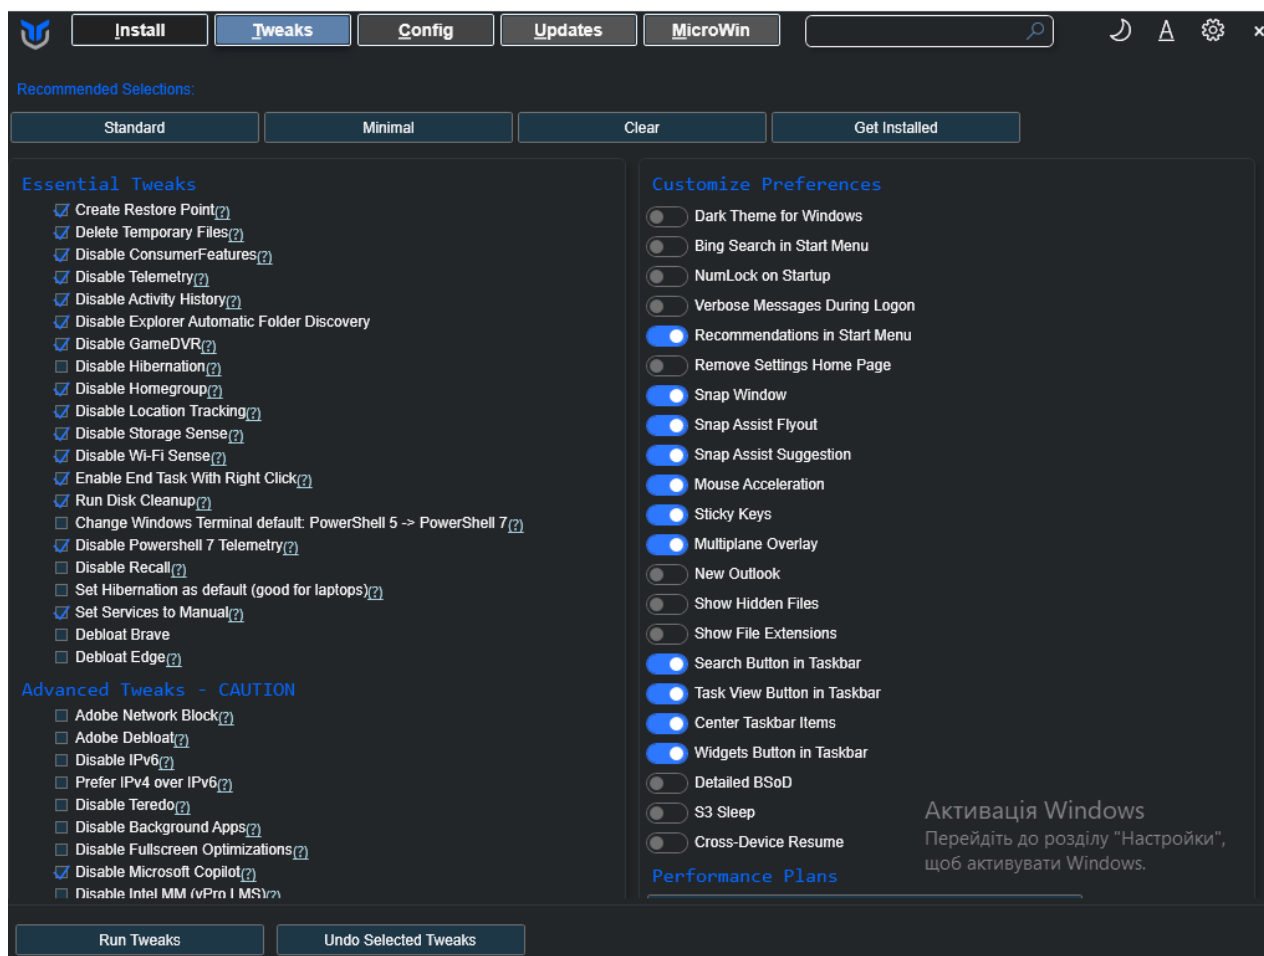 Install Tweaks Config Updates MicroWin A
Recommended Selections:
Standard Minimal Clear Get Installed
Essential Tweaks
Create Restore Point(?)
Delete Temporary Files(?)
Disable ConsumerFeatures(?)
Disable Telemetry(?)
Disable Activity History(?)
Disable Explorer Automatic Folder Discovery
Disable GameDVR(?)
Disable Hibernation(?)
Disable Homegroup(?)
Disable Location Tracking(?)
Disable Storage Sense(?)
Disable Wi-Fi Sense(?)
Enable End Task With Right Click(?)
Run Disk Cleanup(?)
Change Windows Terminal default: PowerShell 5 -> PowerShell 7(?)
Disable Powershell 7 Telemetry(?)
Disable Recall(?)
Set Hibernation as default (good for laptops)(?)
Set Services to Manual(?)
Debloat Brave
Debloat Edge(?)
Advanced Tweaks - CAUTION
Adobe Network Block(?)
Adobe Debloat(?)
Disable IPv6(?)
Prefer IPv4 over IPv6(?)
Disable Teredo(?)
Disable Background Apps(?)
Disable Fullscreen Optimizations(?)
Disable Microsoft Copilot(?)
Disable Intel MM (vPro LMS)(?)
Customize Preferences
Dark Theme for Windows
Bing Search in Start Menu
NumLock on Startup
Verbose Messages During Logon
Recommendations in Start Menu
Remove Settings Home Page
Snap Window
Snap Assist Flyout
Snap Assist Suggestion
Mouse Acceleration
Sticky Keys
Multiplane Overlay
New Outlook
Show Hidden Files
Show File Extensions
Search Button in Taskbar
Task View Button in Taskbar
Center Taskbar Items
Widgets Button in Taskbar
Detailed BSoD
S3 Sleep
Cross-Device Resume
Performance Plans
Активація Windows
Перейдіть до розділу "Настройки",
щоб активувати Windows.
Run Tweaks Undo Selected Tweaks